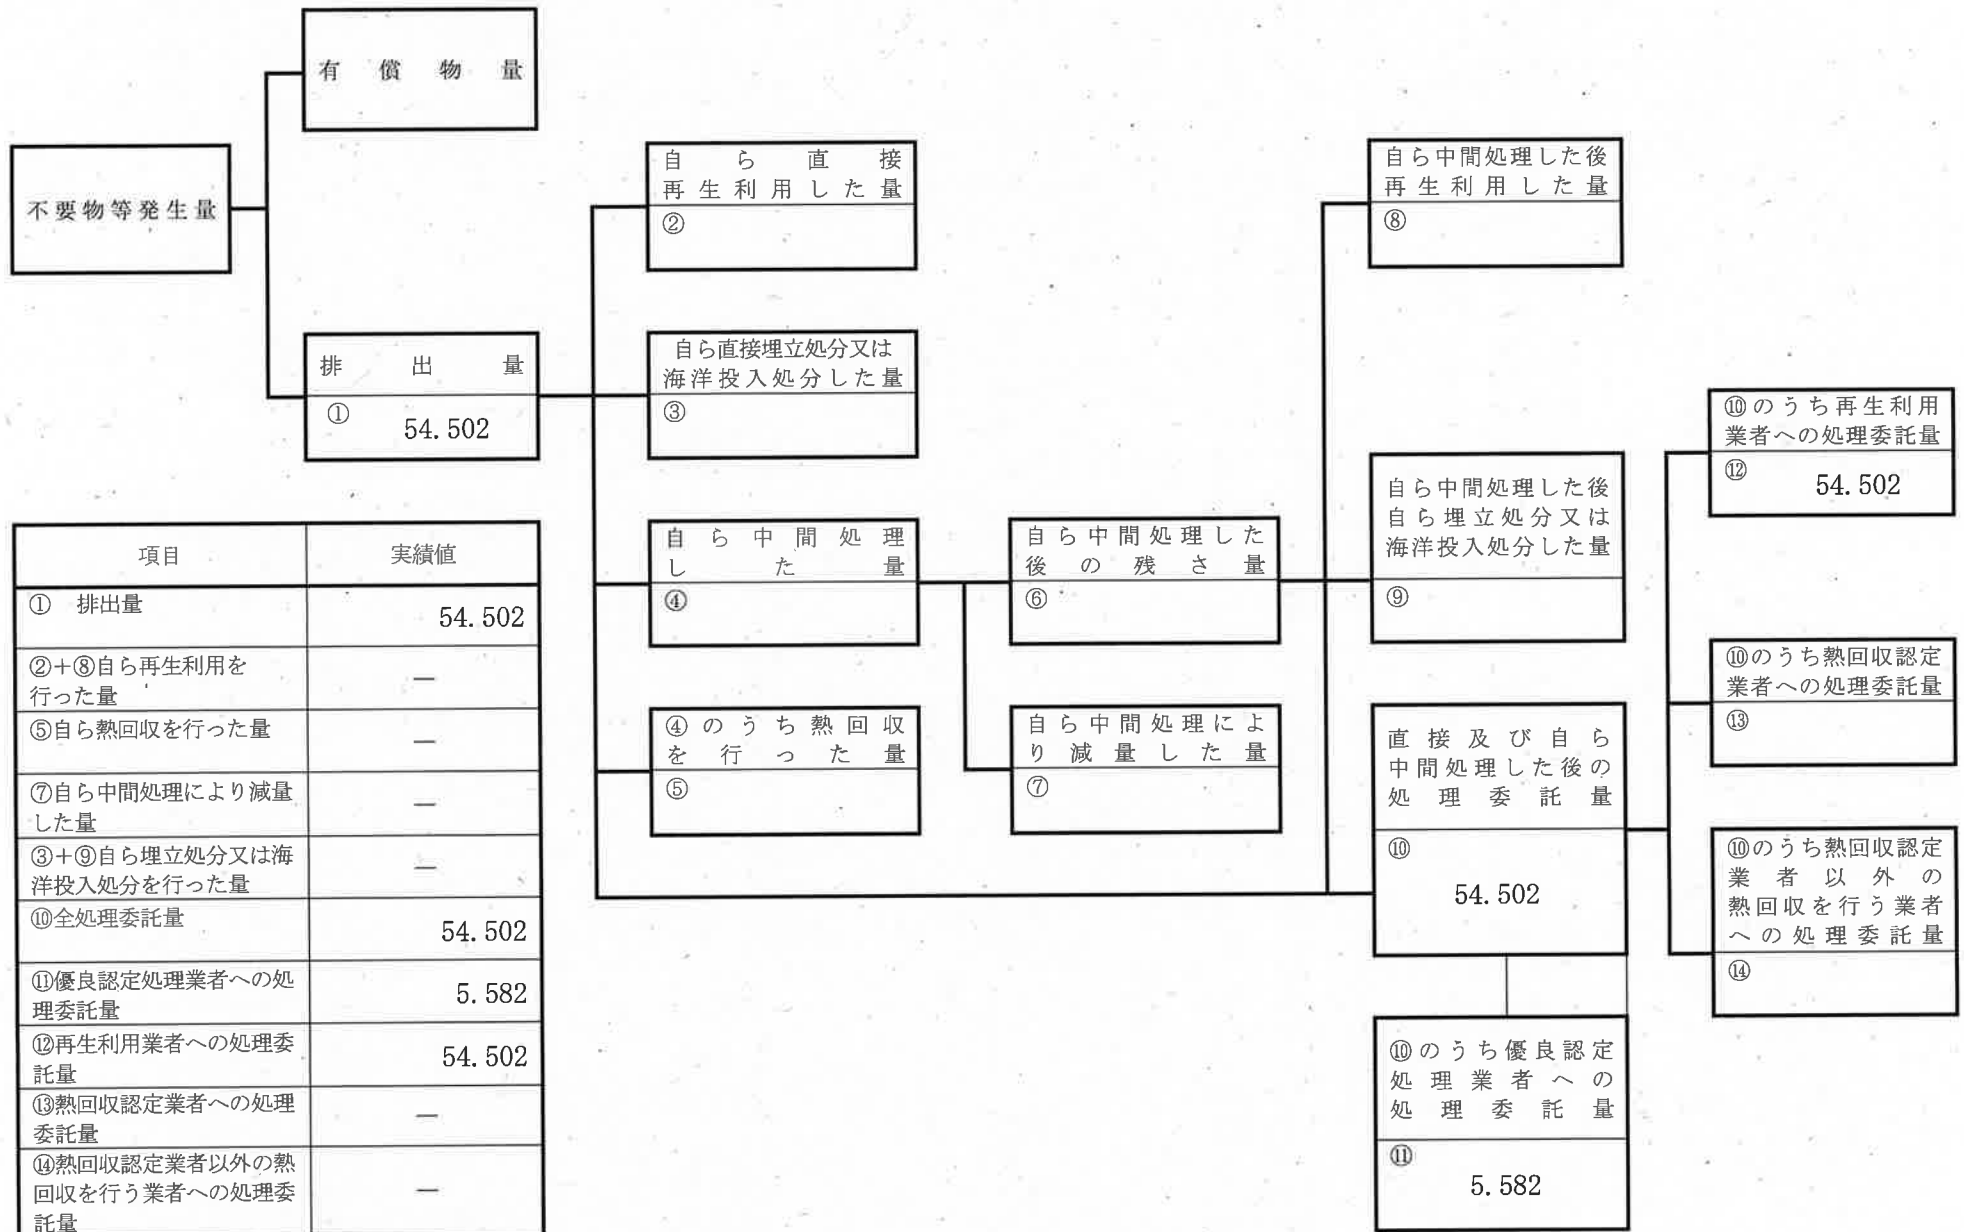 有償物量
不要物等発生量
排出量
①
54.502
自ら直接
再生利用した量
②
自ら直接埋立処分又は
海洋投入処分した量
③
自ら中間処理
した量
④
④のうち熱回収
を行った量
⑤
自ら中間処理した
後の残さ量
⑥
自ら中間処理によ
り減量した量
⑦
自ら中間処理した後
再生利用した量
⑧
自ら中間処理した後
自ら埋立処分又は
海洋投入処分した量
⑨
直接及び自ら
中間処理した後の
処理委託量
⑩
54.502
⑩のうち優良認定
処理業者への
処理委託量
⑪
5.582
⑩のうち再生利用
業者への処理委託量
⑫
54.502
⑩のうち熱回収認定
業者への処理委託量
⑬
⑩のうち熱回収認定
業者以外の
熱回収を行う業者
への処理委託量
⑭
項目 実績値
① 排出量 54.502
②+⑧自ら再生利用を
行った量 —
⑤自ら熱回収を行った量 —
⑦自ら中間処理により減量
した量 —
③+⑨自ら埋立処分又は海
洋投入処分を行った量 —
⑩全処理委託量 54.502
⑪優良認定処理業者への処
理委託量 5.582
⑫再生利用業者への処理委
託量 54.502
⑬熱回収認定業者への処理
委託量 —
⑭熱回収認定業者以外の熱
回収を行う業者への処理委
託量 —